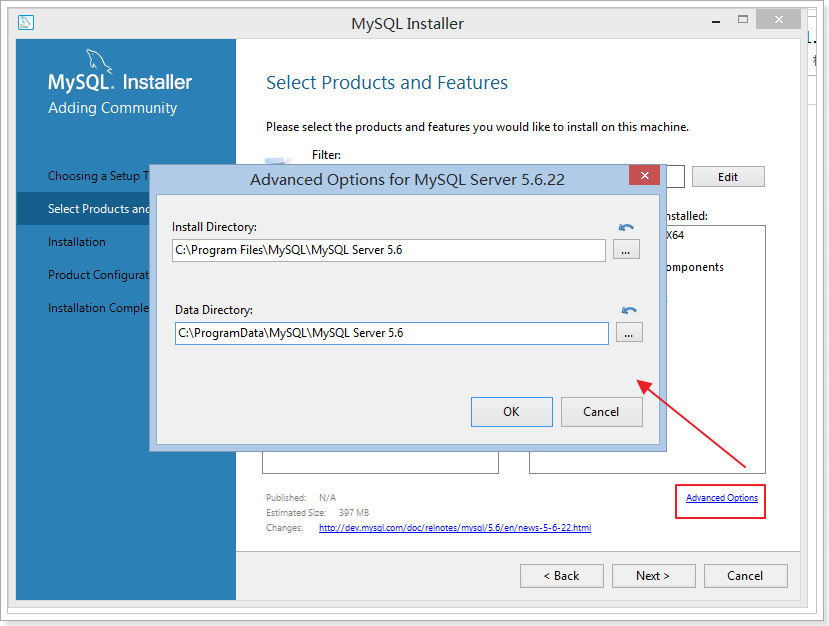 MySQL Installer
MySQL. Installer
Adding Community
Choosing a Setup T
Select Products and
Installation
Product Configurat
Installation Comple
Select Products and Features
Please select the products and features you would like to install on this machine.
Filter:
Edit
nstalled:
X64
omponents
Advanced Options for MySQL Server 5.6.22
Install Directory:
C:\Program Files\MySQL\MySQL Server 5.6
...
Data Directory:
C:\ProgramData\MySQL\MySQL Server 5.6
...
OK
Cancel
Published: N/A
Estimated Size: 397 MB
Changes: http://dev.mysql.com/doc/relnotes/mysql/5.6/en/news-5-6-22.html
Advanced Options
< Back
Next >
Cancel